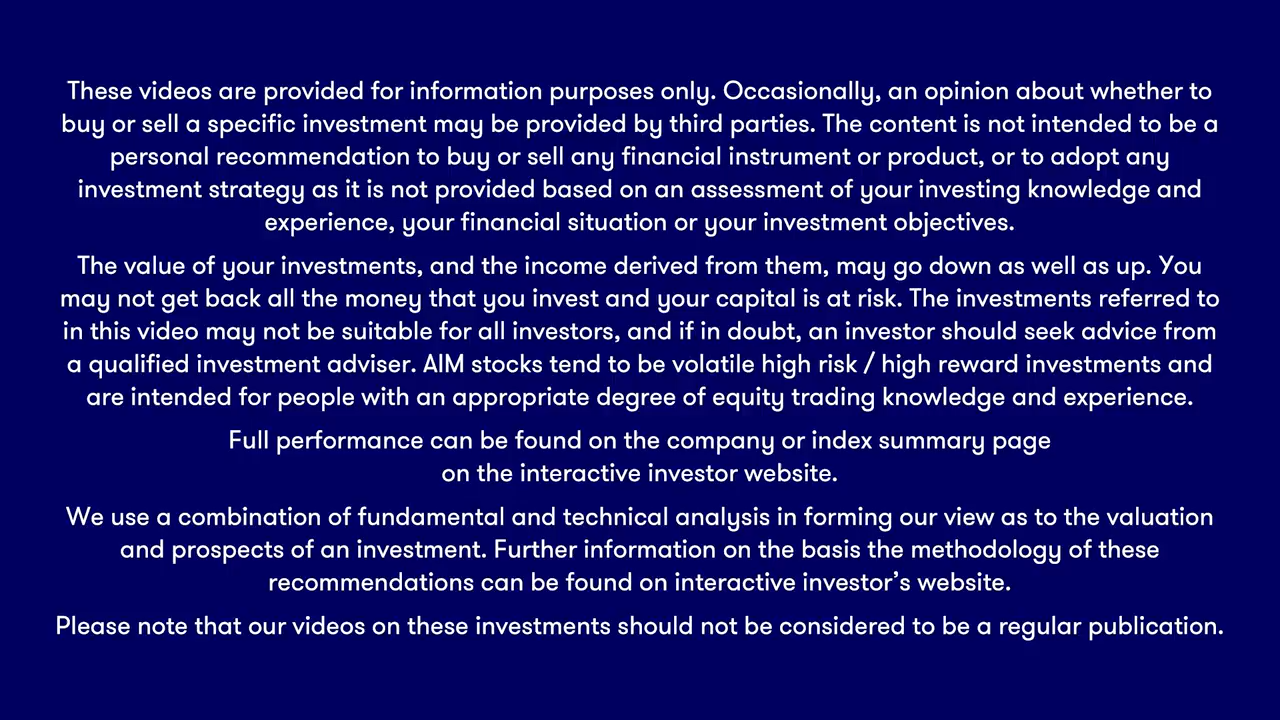 These videos are provided for information purposes only. Occasionally, an opinion about whether to
buy or sell a specific investment may be provided by third parties. The content is not intended to be a
personal recommendation to buy or sell any financial instrument or product, or to adopt any
investment strategy as it is not provided based on an assessment of your investing knowledge and
experience, your financial situation or your investment objectives.
The value of your investments, and the income derived from them, may go down as well as up. You
may not get back all the money that you invest and your capital is at risk. The investments referred to
in this video may not be suitable for all investors, and if in doubt, an investor should seek advice from
a qualified investment adviser. AIM stocks tend to be volatile high risk / high reward investments and
are intended for people with an appropriate degree of equity trading knowledge and experience.
Full performance can be found on the company or index summary page
on the interactive investor website.
We use a combination of fundamental and technical analysis in forming our view as to the valuation
and prospects of an investment. Further information on the basis the methodology of these
recommendations can be found on interactive investor’s website.
Please note that our videos on these investments should not be considered to be a regular publication.